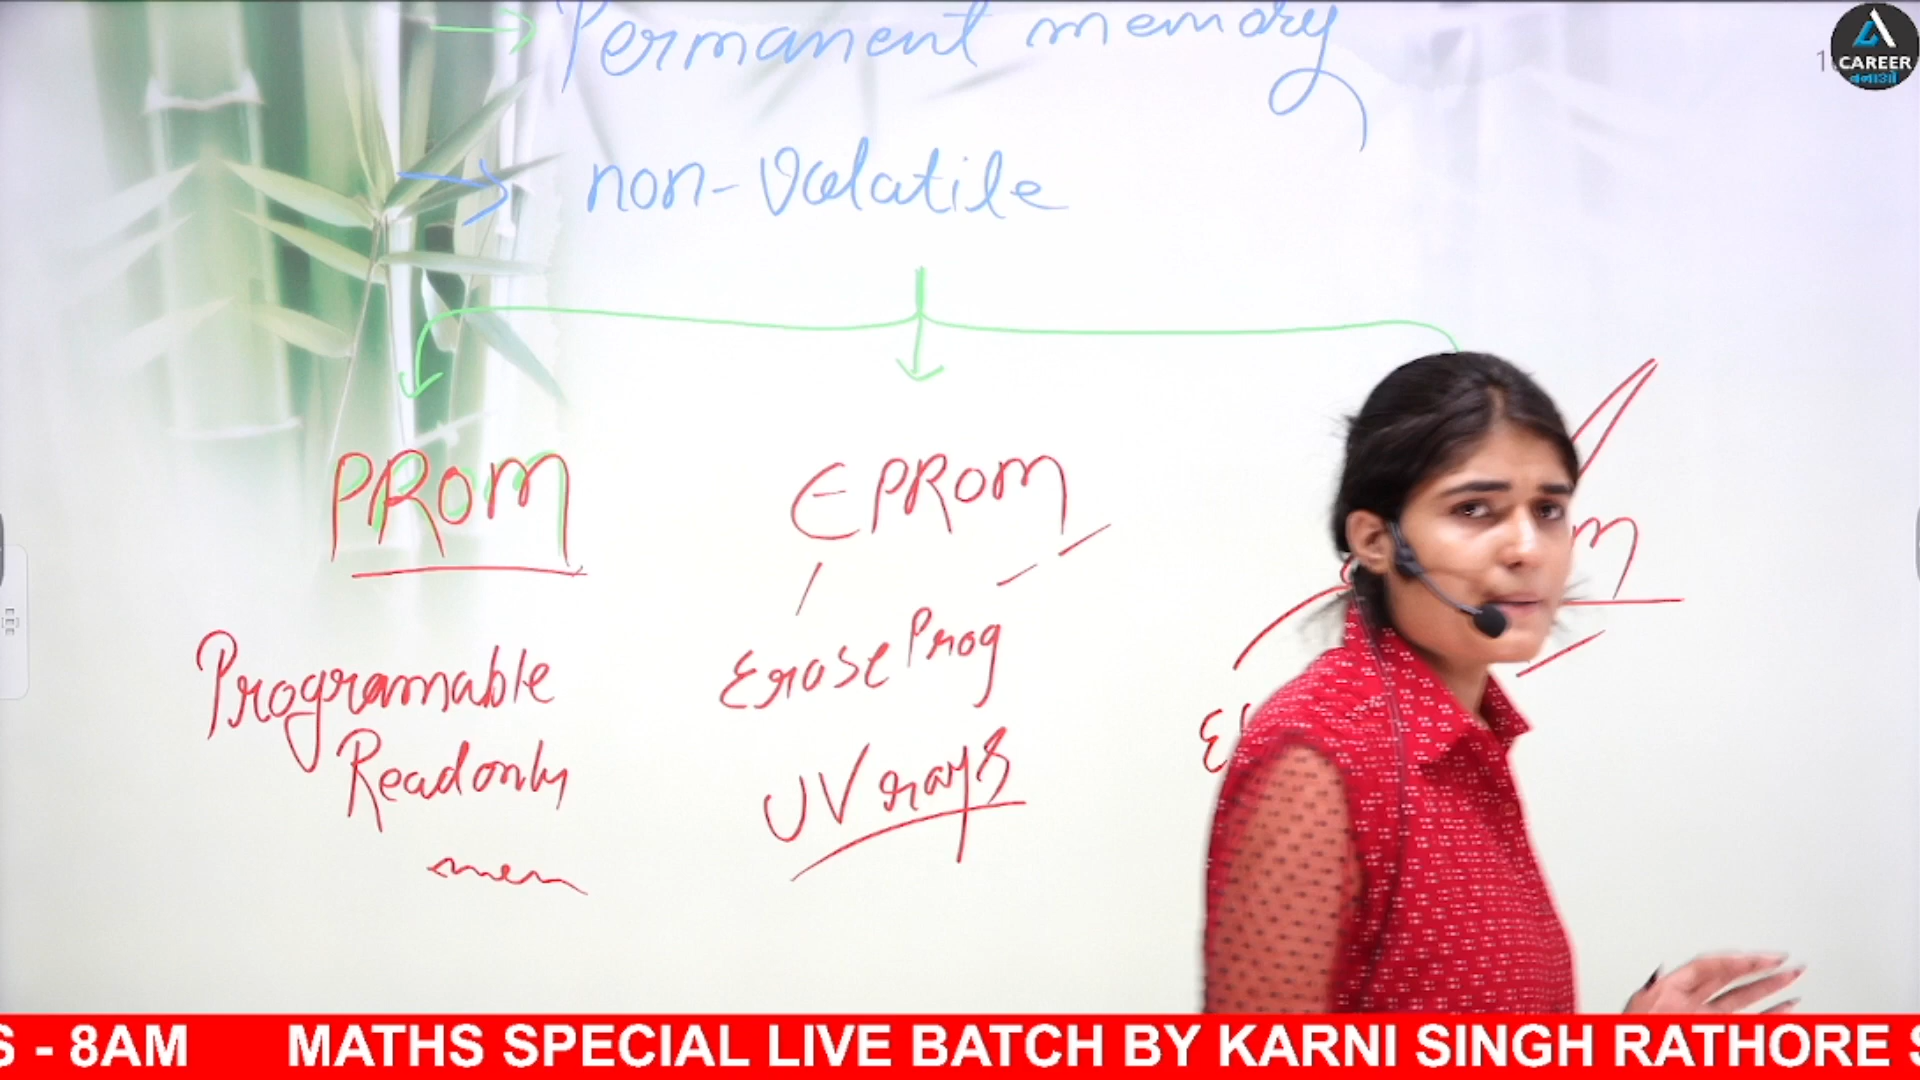 Permanent memory
CAREER
बनाओ
non-Volatile
PROM
EPROM
m
Erase Prog
Programable
Readonly
UV rays
mem
S - 8AM MATHS SPECIAL LIVE BATCH BY KARNI SINGH RATHORE S